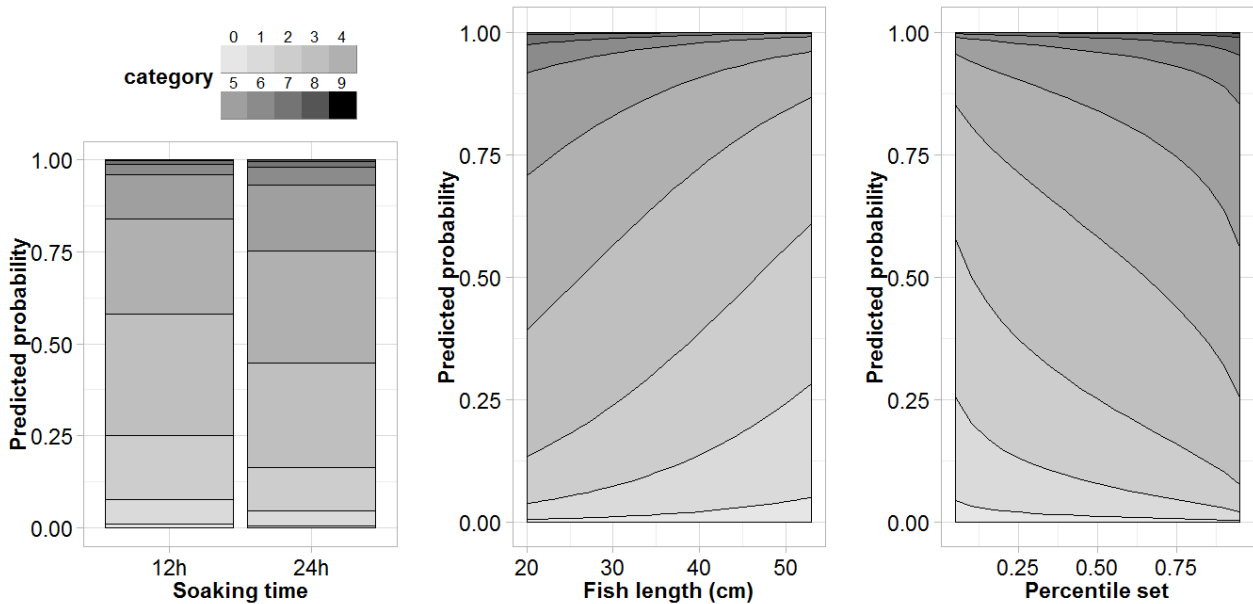 0 1 2 3 4
category
5 6 7 8 9
Predicted probability
1.00
0.75
0.50
0.25
0.00
12h 24h
Soaking time
Predicted probability
1.00
0.75
0.50
0.25
0.00
20 30 40 50
Fish length (cm)
Predicted probability
1.00
0.75
0.50
0.25
0.00
0.25 0.50 0.75
Percentile set